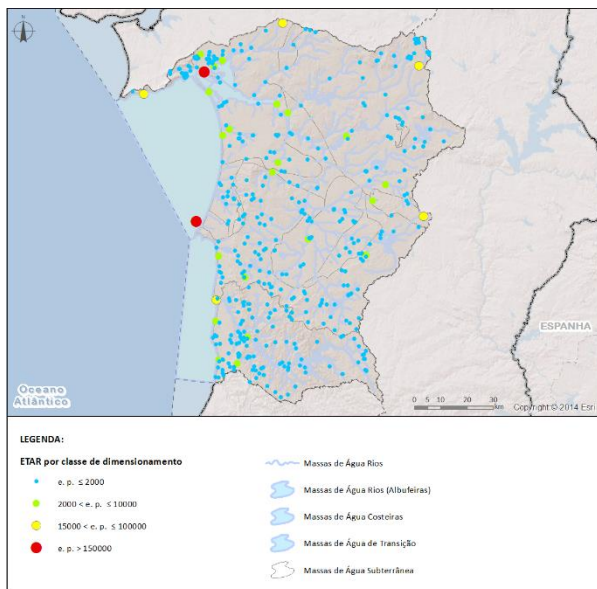 N
ESPANHA
Oceano
Atlântico
0 5 10 20 30
km
Copyright © 2014 Esri
LEGENDA:
ETAR por classe de dimensionamento
e. p. ≤ 2000
2000 < e. p. ≤ 10000
15000 < e. p. ≤ 100000
e. p. > 150000
Massas de Água Rios
Massas de Água Rios (Albufeiras)
Massas de Água Costeiras
Massas de Água de Transição
Massas de Água Subterrânea